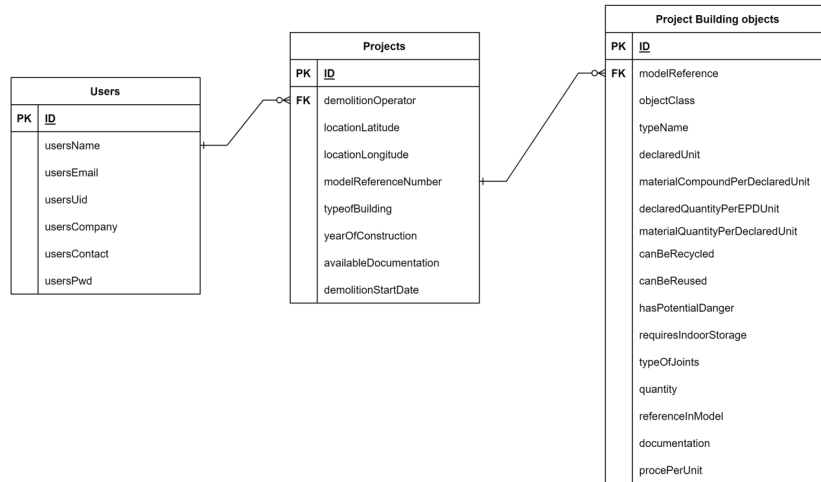 Users
PK ID
usersName
usersEmail
usersUid
usersCompany
usersContact
usersPwd
Projects
PK ID
FK demolitionOperator
locationLatitude
locationLongitude
modelReferenceNumber
typeofBuilding
yearOfConstruction
availableDocumentation
demolitionStartDate
Project Building objects
PK ID
FK modelReference
objectClass
typeName
declaredUnit
materialCompoundPerDeclaredUnit
declaredQuantityPerEPDUnit
materialQuantityPerDeclaredUnit
canBeRecycled
canBeReused
hasPotentialDanger
requiresIndoorStorage
typeOfJoints
quantity
referenceInModel
documentation
procePerUnit